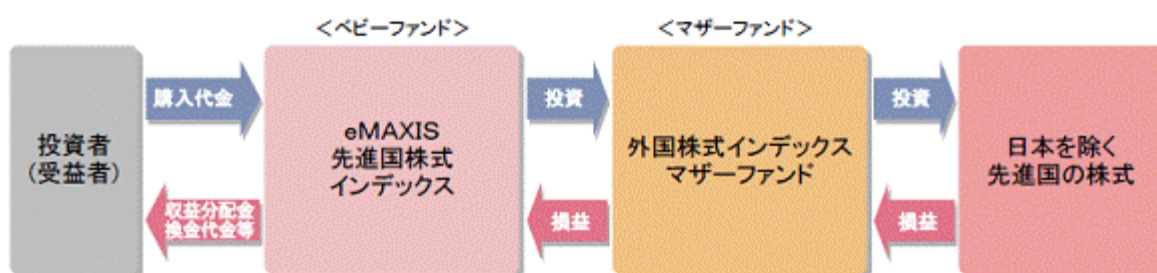 ＜ベビーファンド＞
＜マザーファンド＞
投資者
(受益者)
購入代金
収益分配金
換金代金等
eMAXIS
先進国株式
インデックス
投資
損益
外国株式インデックス
マザーファンド
投資
損益
日本を除く
先進国の株式